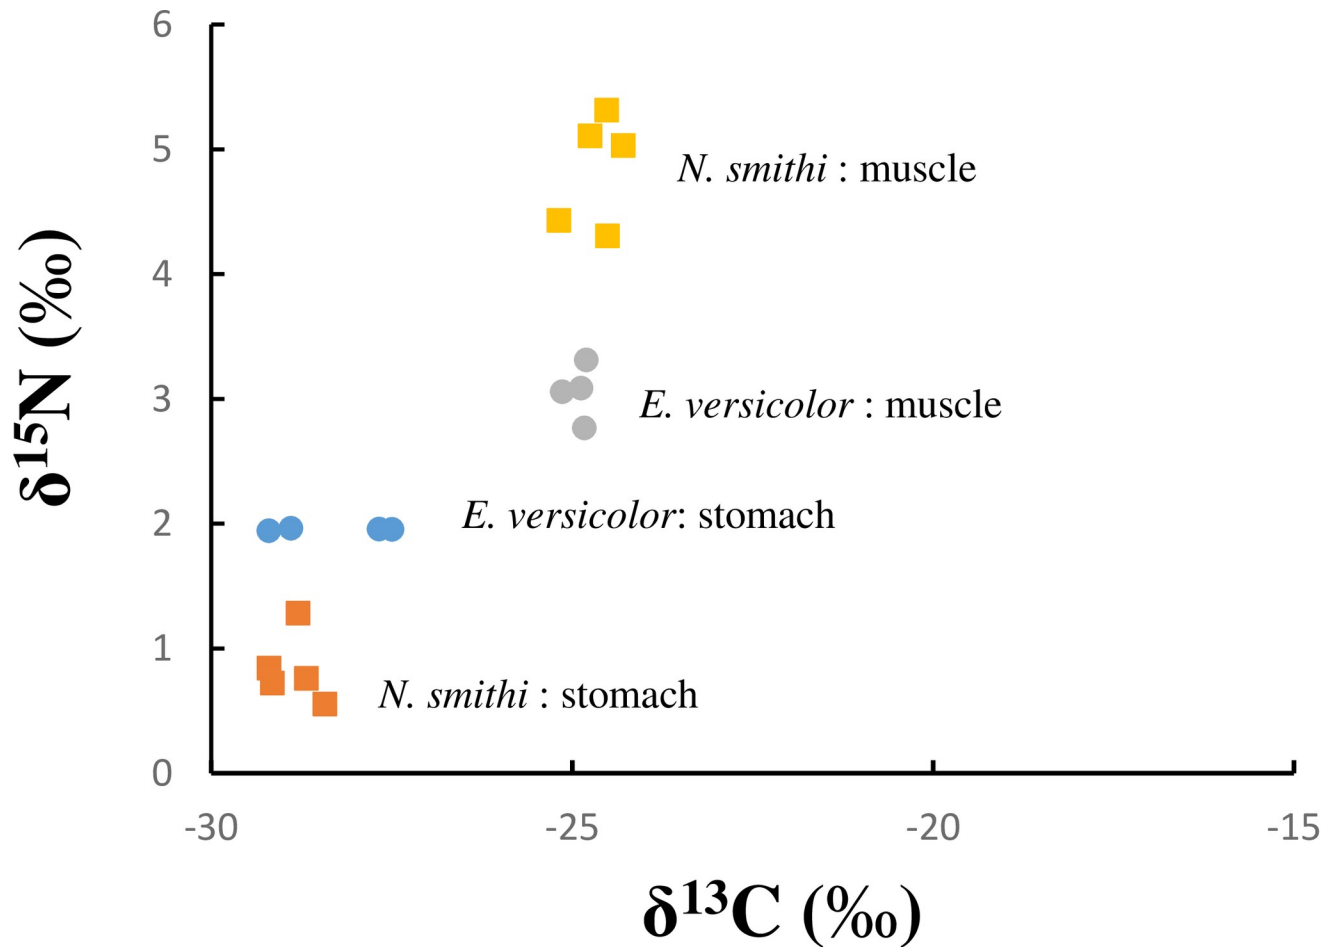 6
5
4
3
2
1
0
δ¹⁵N (‰)
N. smithi : muscle
E. versicolor : muscle
E. versicolor: stomach
N. smithi : stomach
-30
-25
-20
-15
δ¹³C (‰)